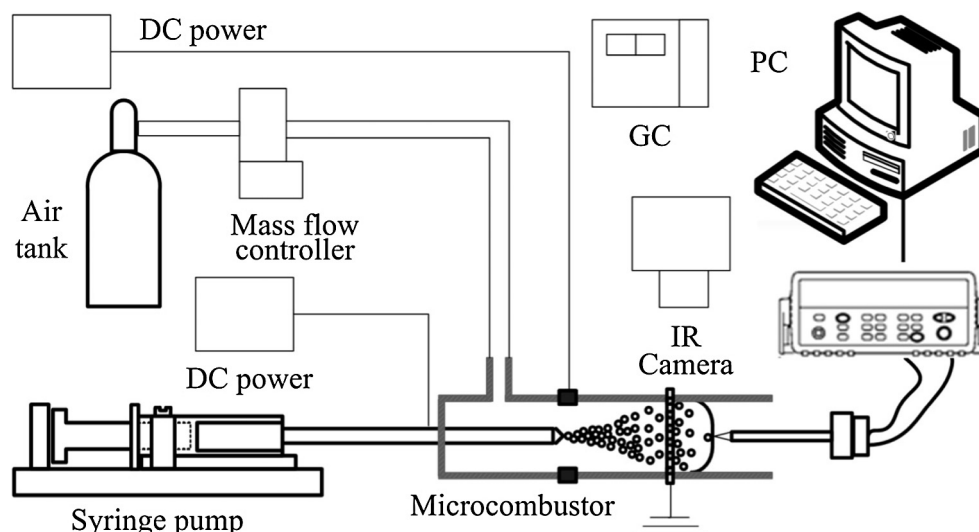 DC power
PC
GC
Air
tank
Mass flow
controller
IR
Camera
DC power
Microcombustor
Syringe pump